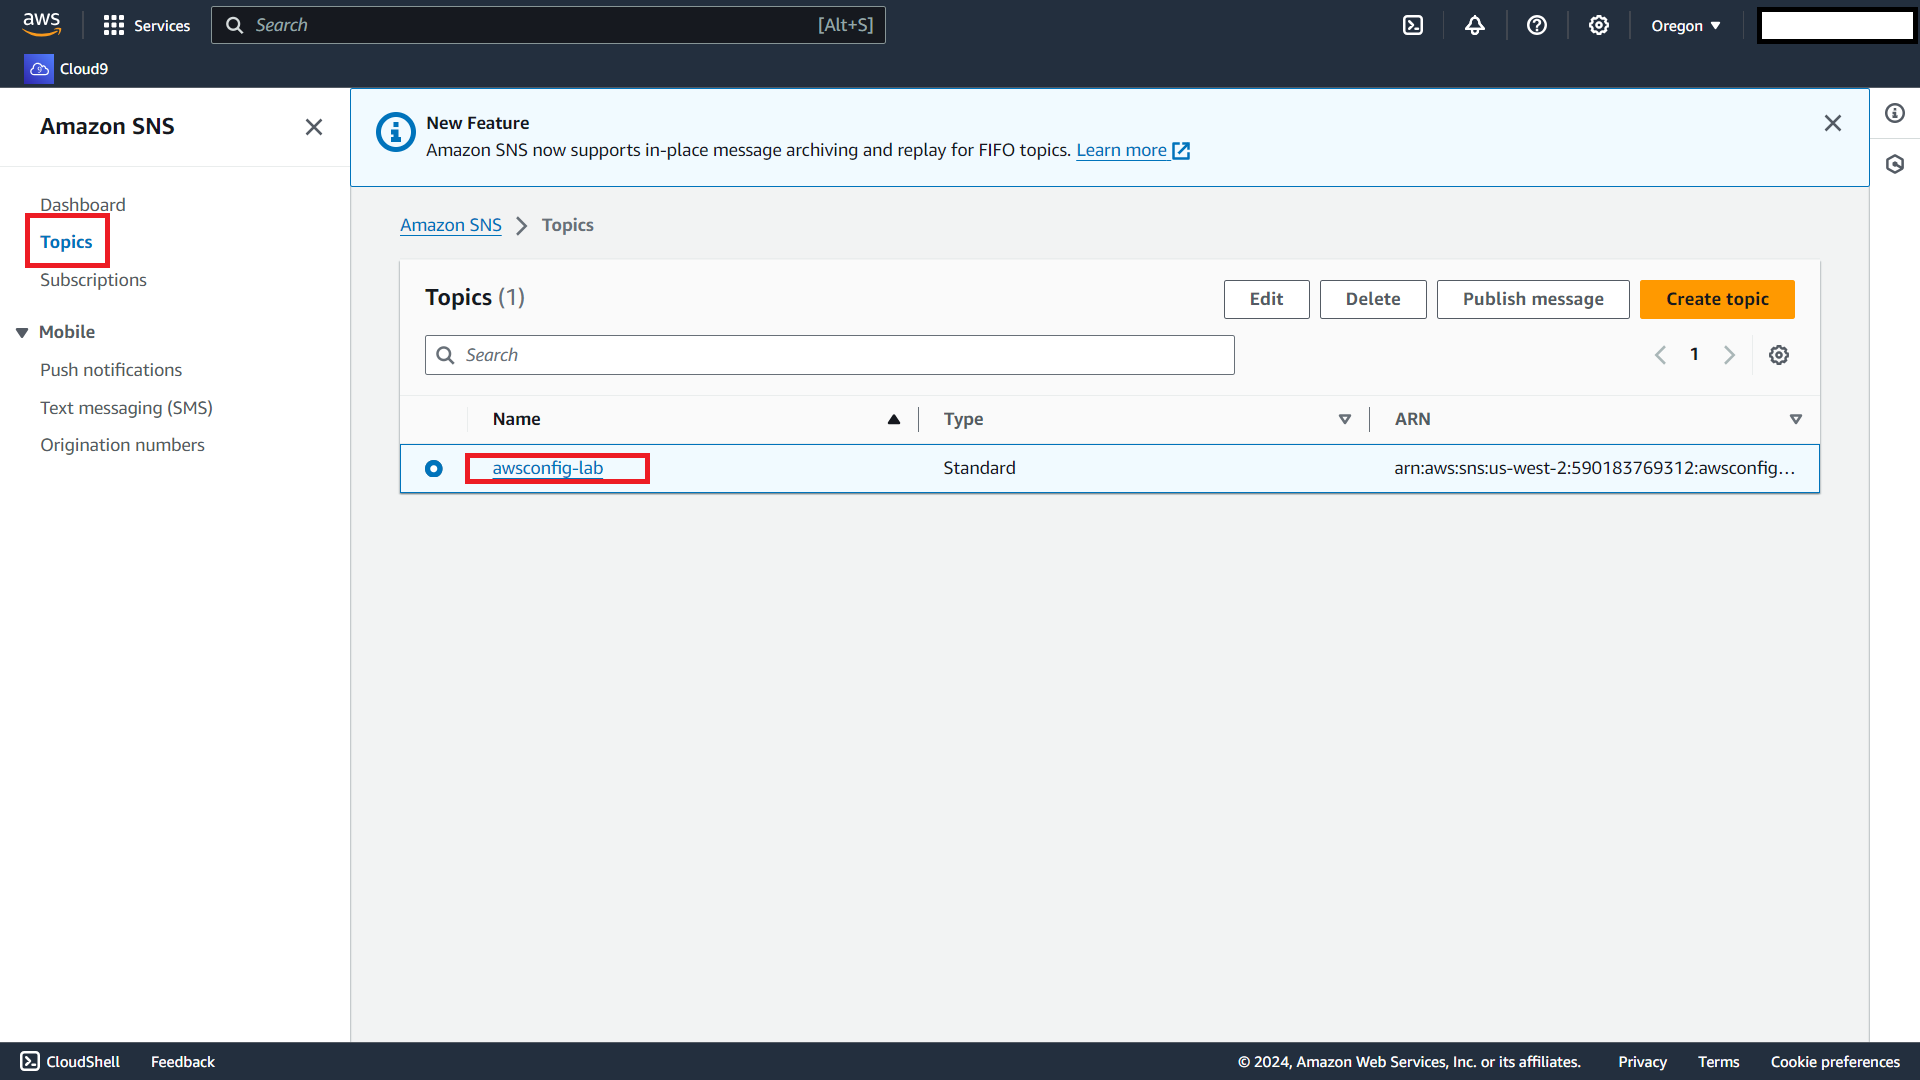 aws
Services
Search
[Alt+S]
Oregon
Cloud9
Amazon SNS
Dashboard
Topics
Subscriptions
Mobile
Push notifications
Text messaging (SMS)
Origination numbers
New Feature
Amazon SNS now supports in-place message archiving and replay for FIFO topics. Learn more
Amazon SNS > Topics
Topics (1)
Edit
Delete
Publish message
Create topic
Search
1
Name
Type
ARN
awsconfig-lab
Standard
arn:aws:sns:us-west-2:590183769312:awsconfig...
CloudShell
Feedback
© 2024, Amazon Web Services, Inc. or its affiliates.
Privacy
Terms
Cookie preferences